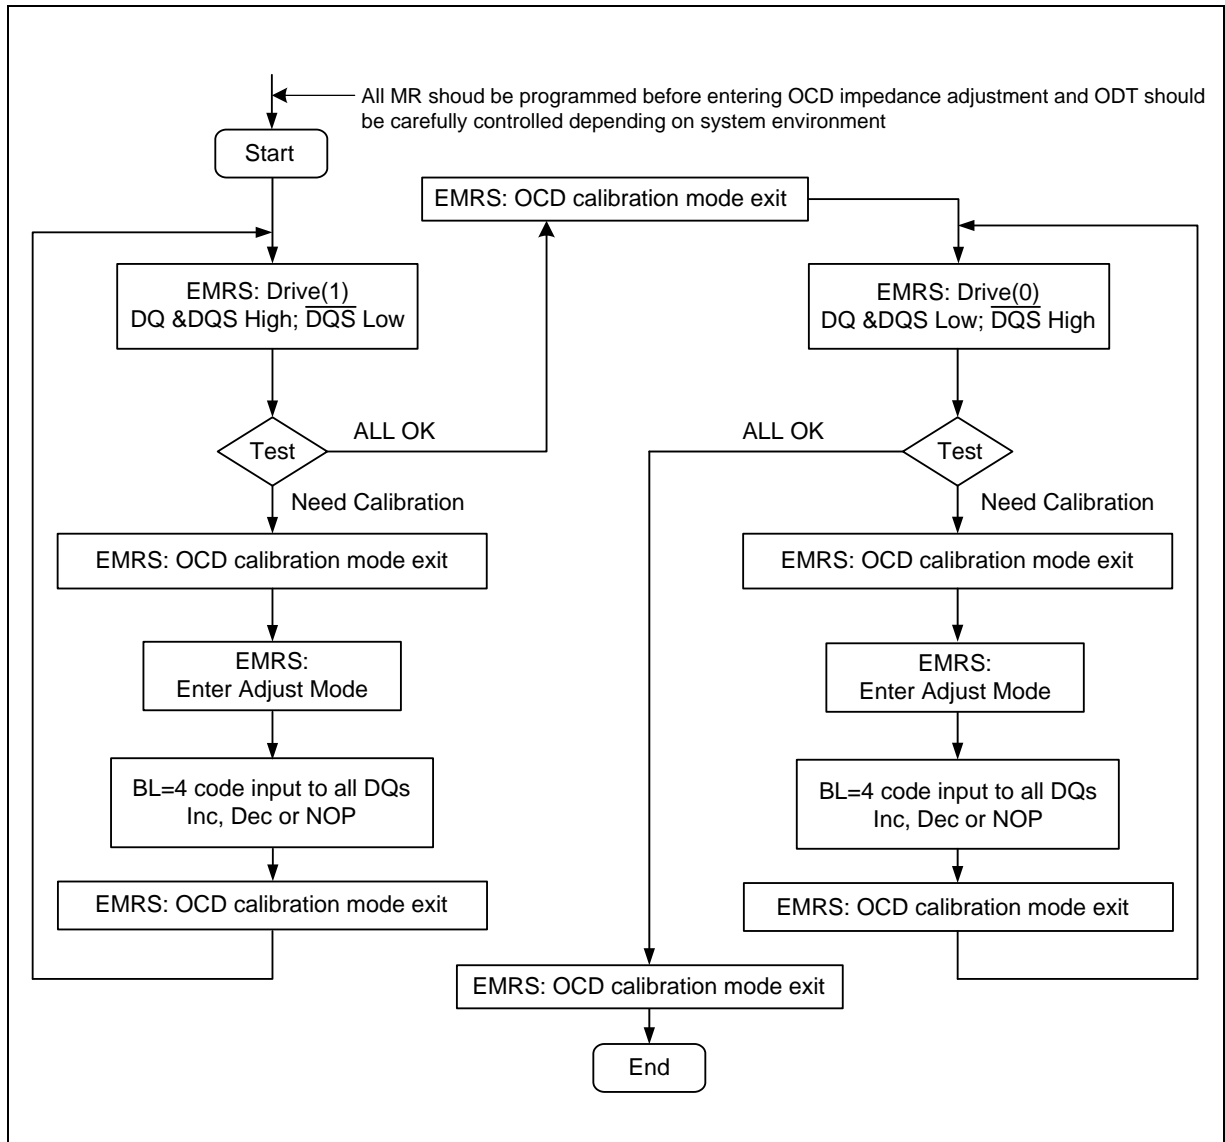 All MR shoud be programmed before entering OCD impedance adjustment and ODT should
be carefully controlled depending on system environment
Start
EMRS: OCD calibration mode exit
EMRS: Drive(1)
DQ &DQS High; D̅Q̅S̅ Low
Test
ALL OK
Need Calibration
EMRS: OCD calibration mode exit
EMRS:
Enter Adjust Mode
BL=4 code input to all DQs
Inc, Dec or NOP
EMRS: OCD calibration mode exit
EMRS: Drive(0)
DQ &DQS Low; D̅Q̅S̅ High
Test
ALL OK
Need Calibration
EMRS: OCD calibration mode exit
EMRS:
Enter Adjust Mode
BL=4 code input to all DQs
Inc, Dec or NOP
EMRS: OCD calibration mode exit
EMRS: OCD calibration mode exit
End